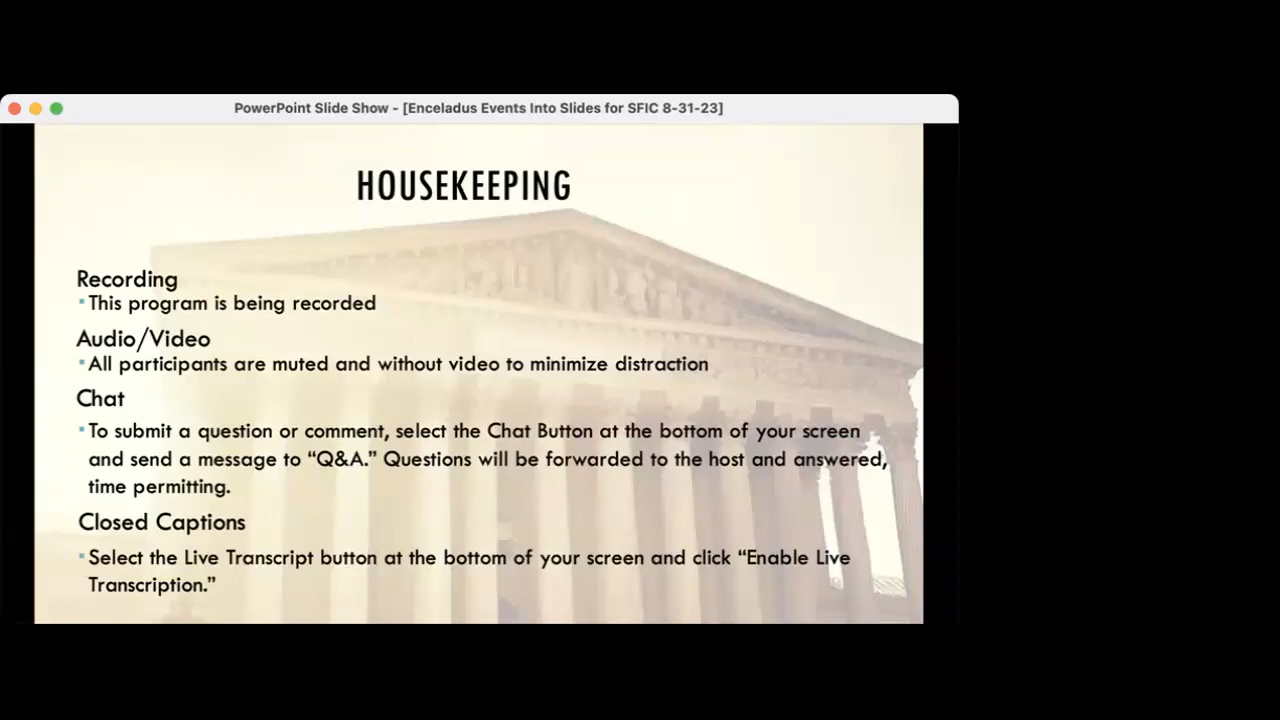 PowerPoint Slide Show - [Enceladus Events Into Slides for SFIC 8-31-23]
HOUSEKEEPING
Recording
▪This program is being recorded
Audio/Video
▪All participants are muted and without video to minimize distraction
Chat
▪To submit a question or comment, select the Chat Button at the bottom of your screen
and send a message to “Q&A.” Questions will be forwarded to the host and answered,
time permitting.
Closed Captions
▪Select the Live Transcript button at the bottom of your screen and click “Enable Live
Transcription.”